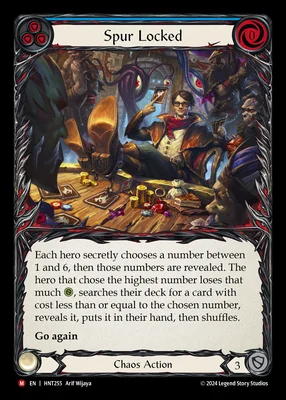 Spur Locked
Each hero secretly chooses a number between
1 and 6, then those numbers are revealed. The
hero that chose the highest number loses that
much , searches their deck for a card with
cost less than or equal to the chosen number,
reveals it, puts it in their hand, then shuffles.
Go again
Chaos Action
3
M EN | HNT255 Arif Wijaya
© 2024 Legend Story Studios